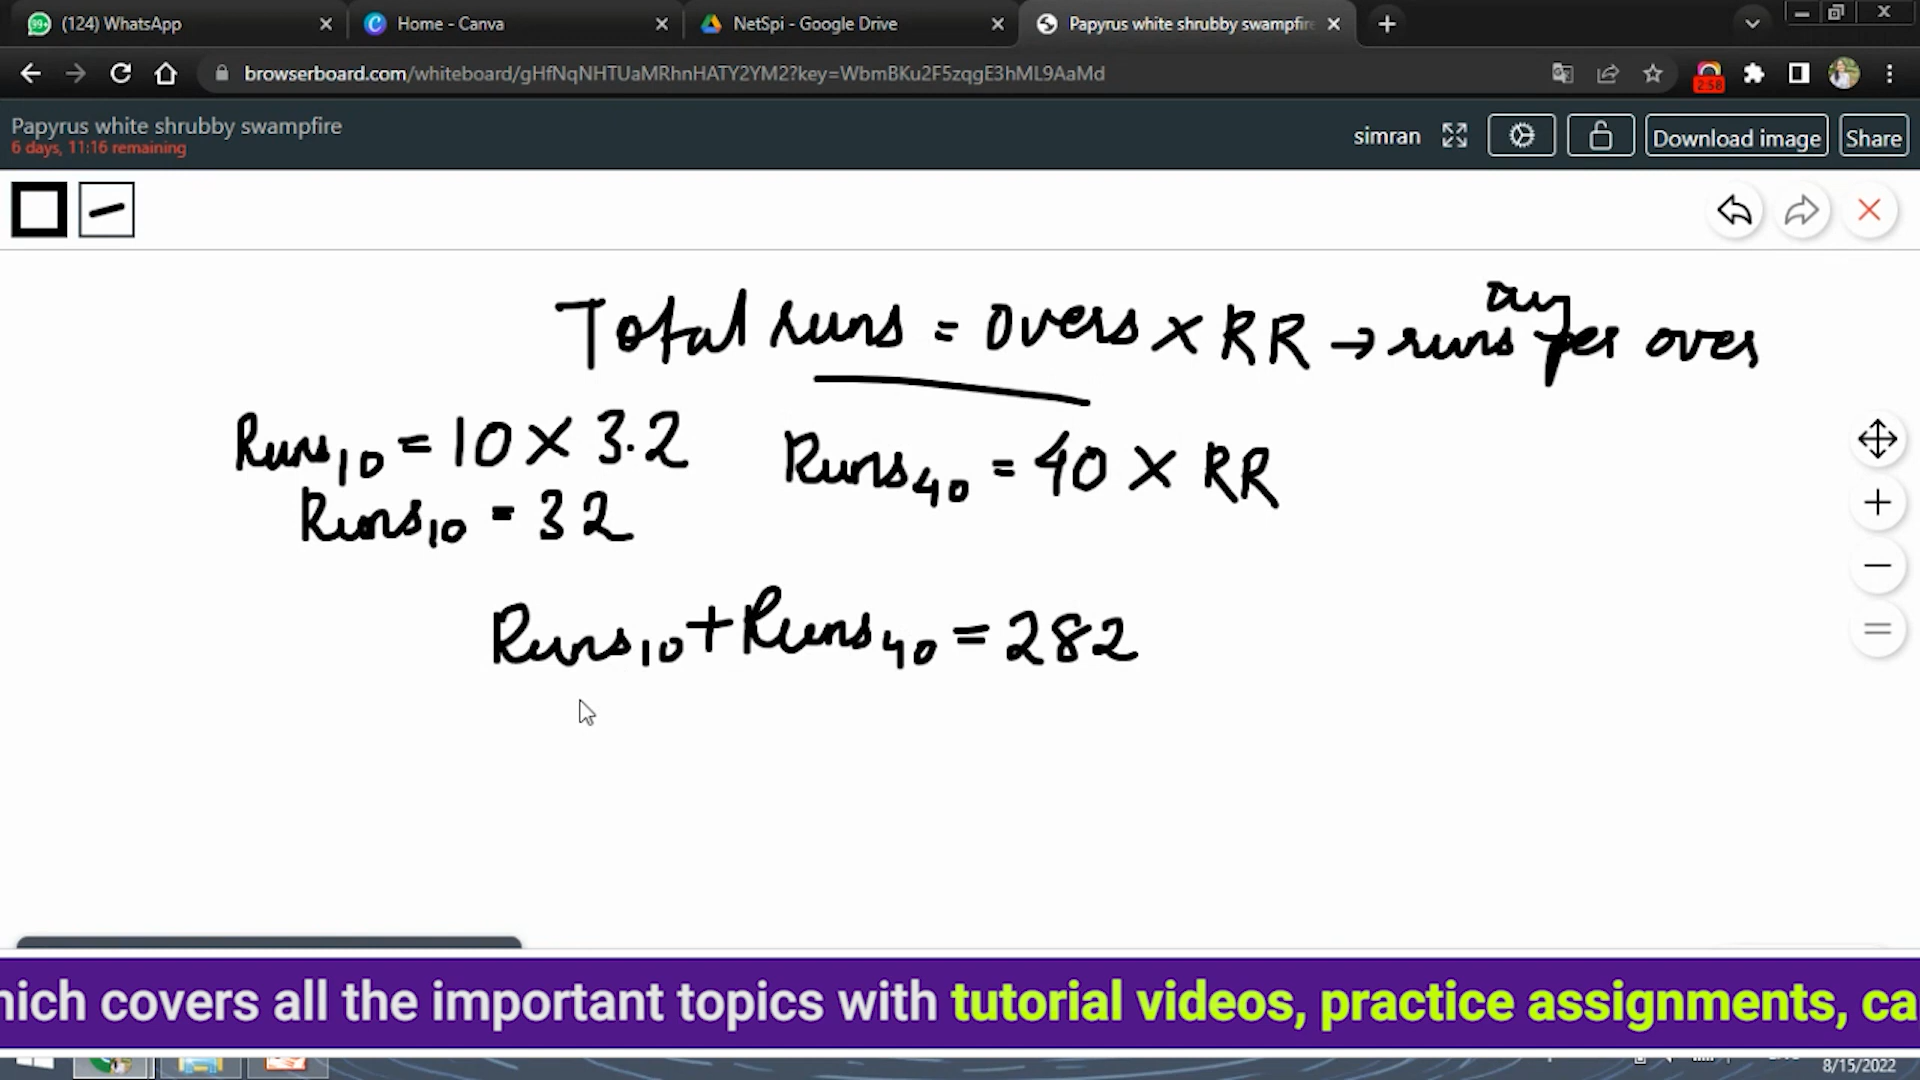 (124) WhatsApp
Home - Canva
NetSpi - Google Drive
Papyrus white shrubby swampfire
browserboard.com/whiteboard/gHfNqNHTUaMRhnHATY2YM2?key=WbmBKu2F5zqgE3hML9AaMd
2:58
Papyrus white shrubby swampfire
6 days, 11:16 remaining
simran
Download image
Share
avg
Total runs = Overs × RR → runs per over
Runs10 = 10 × 3.2
Runs40 = 40 × RR
Runs10 = 32
Runs10 + Runs40 = 282
hich covers all the important topics with tutorial videos, practice assignments, ca
8/15/2022